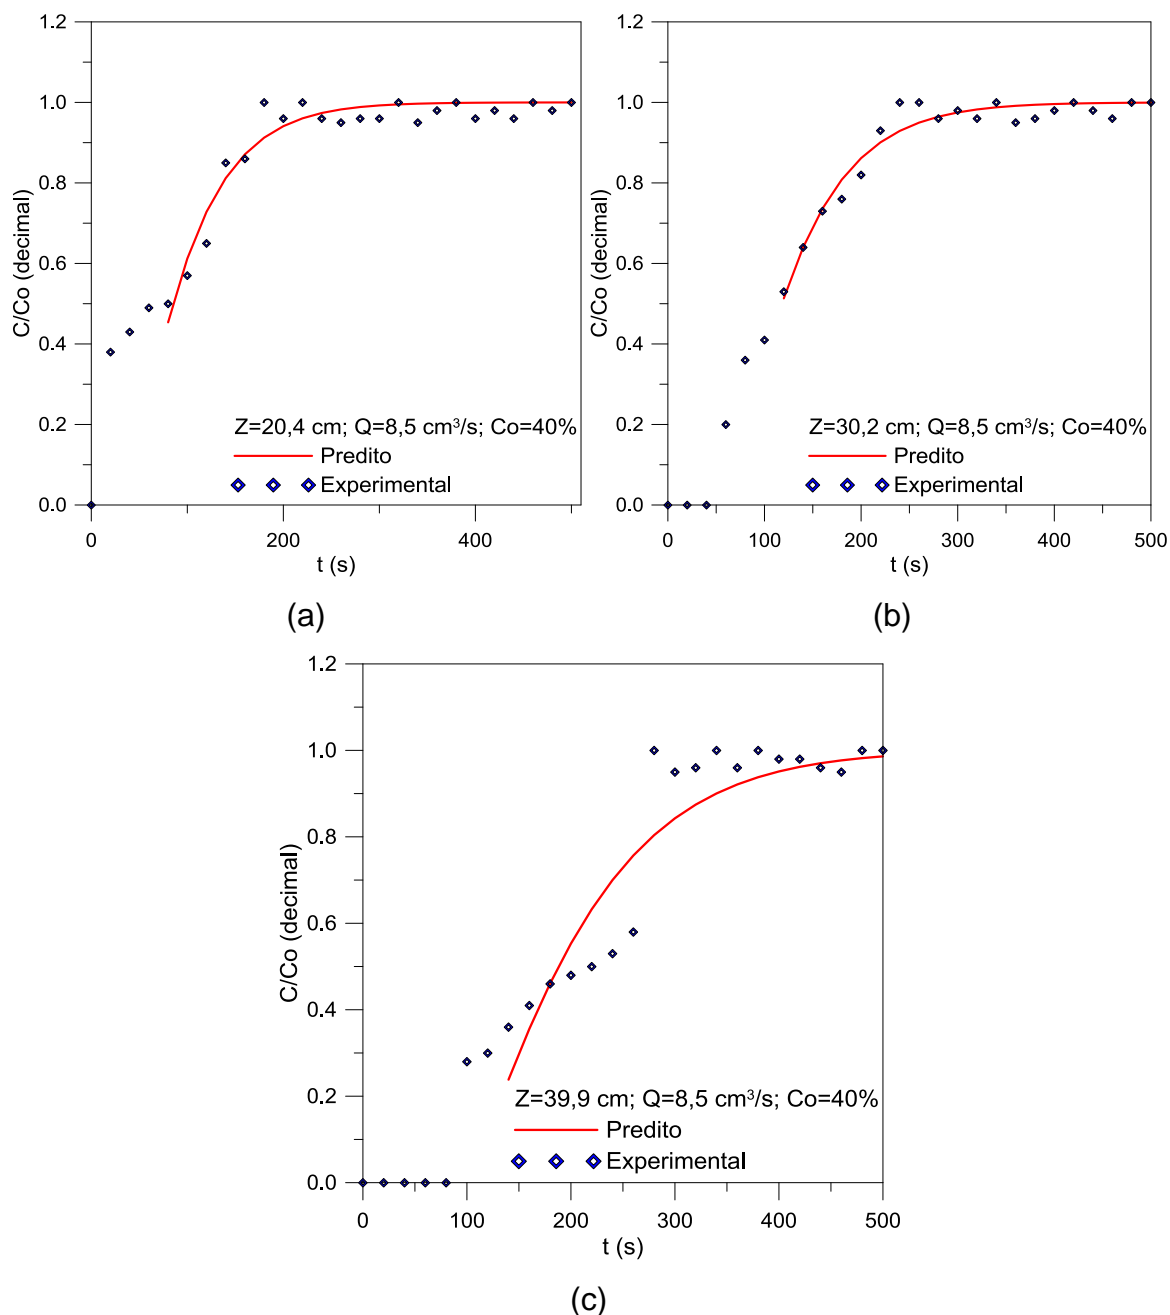 1.2
1.0
0.8
0.6
0.4
0.2
0.0
C/Co (decimal)
Z=20,4 cm; Q=8,5 cm³/s; Co=40%
Predito
Experimental
0 200 400
t (s)
(a)
1.2
1.0
0.8
0.6
0.4
0.2
0.0
C/Co (decimal)
Z=30,2 cm; Q=8,5 cm³/s; Co=40%
Predito
Experimental
0 100 200 300 400 500
t (s)
(b)
1.2
1.0
0.8
0.6
0.4
0.2
0.0
C/Co (decimal)
Z=39,9 cm; Q=8,5 cm³/s; Co=40%
Predito
Experimental
0 100 200 300 400 500
t (s)
(c)